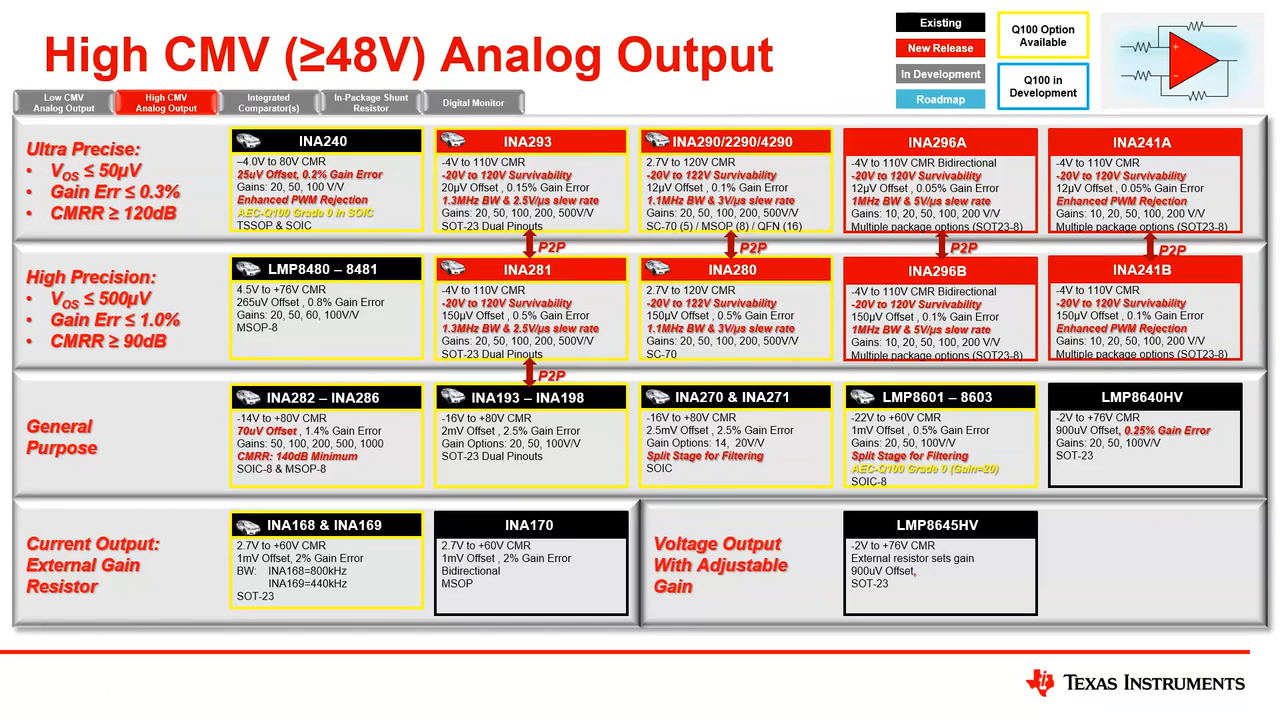 High CMV (≥48V) Analog Output
Existing
New Release
In Development
Roadmap
Q100 Option
Available
Q100 in
Development
Low CMV
Analog Output
High CMV
Analog Output
Integrated
Comparator(s)
In-Package Shunt
Resistor
Digital Monitor
Ultra Precise:
• VOS ≤ 50µV
• Gain Err ≤ 0.3%
• CMRR ≥ 120dB
INA240
–4.0V to 80V CMR
25uV Offset, 0.2% Gain Error
Gains: 20, 50, 100 V/V
Enhanced PWM Rejection
AEC-Q100 Grade 0 in SOIC
TSSOP & SOIC
INA293
-4V to 110V CMR
-20V to 120V Survivability
20µV Offset , 0.15% Gain Error
1.3MHz BW & 2.5V/µs slew rate
Gains: 20, 50, 100, 200, 500V/V
SOT-23 Dual Pinouts
INA290/2290/4290
2.7V to 120V CMR
-20V to 122V Survivability
12µV Offset , 0.1% Gain Error
1.1MHz BW & 3V/µs slew rate
Gains: 20, 50, 100, 200, 500V/V
SC-70 (5) / MSOP (8) / QFN (16)
INA296A
-4V to 110V CMR Bidirectional
-20V to 120V Survivability
12µV Offset , 0.05% Gain Error
1MHz BW & 5V/µs slew rate
Gains: 10, 20, 50, 100, 200 V/V
Multiple package options (SOT23-8)
INA241A
-4V to 110V CMR
-20V to 120V Survivability
12µV Offset , 0.05% Gain Error
Enhanced PWM Rejection
Gains: 10, 20, 50, 100, 200 V/V
Multiple package options (SOT23-8)
P2P
P2P
P2P
P2P
High Precision:
• VOS ≤ 500µV
• Gain Err ≤ 1.0%
• CMRR ≥ 90dB
LMP8480 – 8481
4.5V to +76V CMR
265uV Offset , 0.8% Gain Error
Gains: 20, 50, 60, 100V/V
MSOP-8
INA281
-4V to 110V CMR
-20V to 120V Survivability
150µV Offset , 0.5% Gain Error
1.3MHz BW & 2.5V/µs slew rate
Gains: 20, 50, 100, 200, 500V/V
SOT-23 Dual Pinouts
INA280
2.7V to 120V CMR
-20V to 122V Survivability
150µV Offset , 0.5% Gain Error
1.1MHz BW & 3V/µs slew rate
Gains: 20, 50, 100, 200, 500V/V
SC-70
INA296B
-4V to 110V CMR Bidirectional
-20V to 120V Survivability
150µV Offset , 0.1% Gain Error
1MHz BW & 5V/µs slew rate
Gains: 10, 20, 50, 100, 200 V/V
Multiple package options (SOT23-8)
INA241B
-4V to 110V CMR
-20V to 120V Survivability
150µV Offset , 0.1% Gain Error
Enhanced PWM Rejection
Gains: 10, 20, 50, 100, 200 V/V
Multiple package options (SOT23-8)
P2P
General
Purpose
INA282 – INA286
-14V to +80V CMR
70uV Offset , 1.4% Gain Error
Gains: 50, 100, 200, 500, 1000
CMRR: 140dB Minimum
SOIC-8 & MSOP-8
INA193 – INA198
-16V to +80V CMR
2mV Offset , 2.5% Gain Error
Gain Options: 20, 50, 100V/V
SOT-23 Dual Pinouts
INA270 & INA271
-16V to +80V CMR
2.5mV Offset , 2.5% Gain Error
Gain Options: 14, 20V/V
Split Stage for Filtering
SOIC
LMP8601 – 8603
-22V to +60V CMR
1mV Offset , 0.5% Gain Error
Gains: 20, 50, 100V/V
Split Stage for Filtering
AEC-Q100 Grade 0 (Gain=20)
SOIC-8
LMP8640HV
-2V to +76V CMR
900uV Offset, 0.25% Gain Error
Gains: 20, 50, 100V/V
SOT-23
Current Output:
External Gain
Resistor
INA168 & INA169
2.7V to +60V CMR
1mV Offset, 2% Gain Error
BW: INA168=800kHz
INA169=440kHz
SOT-23
INA170
2.7V to +60V CMR
1mV Offset , 2% Gain Error
Bidirectional
MSOP
Voltage Output
With Adjustable
Gain
LMP8645HV
-2V to +76V CMR
External resistor sets gain
900uV Offset,
SOT-23
TEXAS INSTRUMENTS